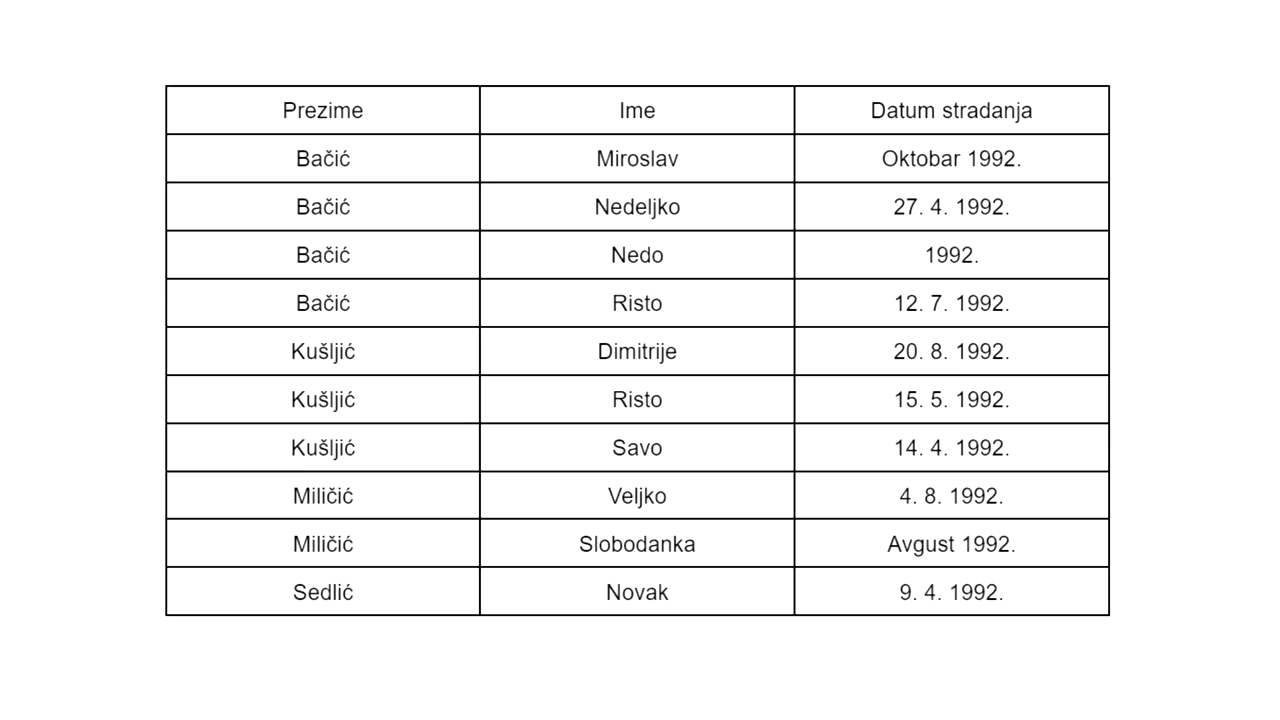 Prezime Ime Datum stradanja
Bačić Miroslav Oktobar 1992.
Bačić Nedeljko 27. 4. 1992.
Bačić Nedo 1992.
Bačić Risto 12. 7. 1992.
Kušljić Dimitrije 20. 8. 1992.
Kušljić Risto 15. 5. 1992.
Kušljić Savo 14. 4. 1992.
Miličić Veljko 4. 8. 1992.
Miličić Slobodanka Avgust 1992.
Sedlić Novak 9. 4. 1992.